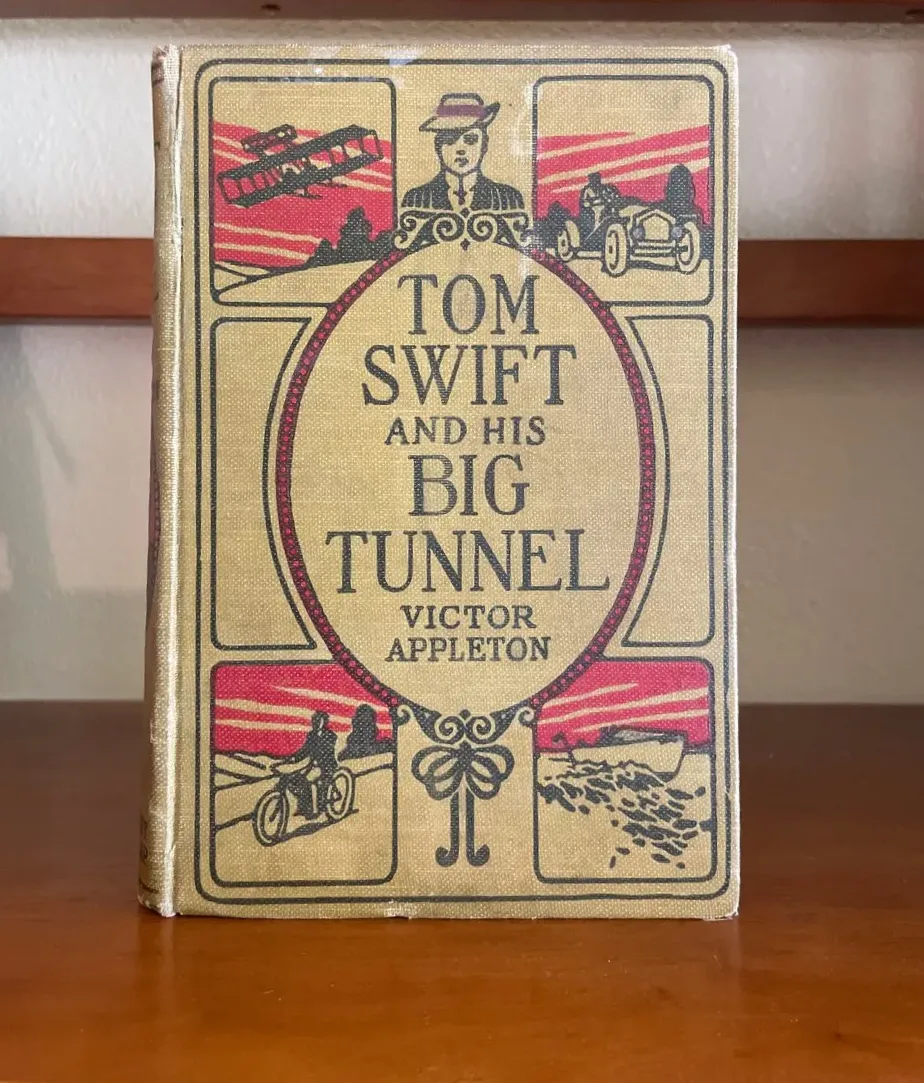 TOM
SWIFT
AND HIS
BIG
TUNNEL
VICTOR
APPLETON